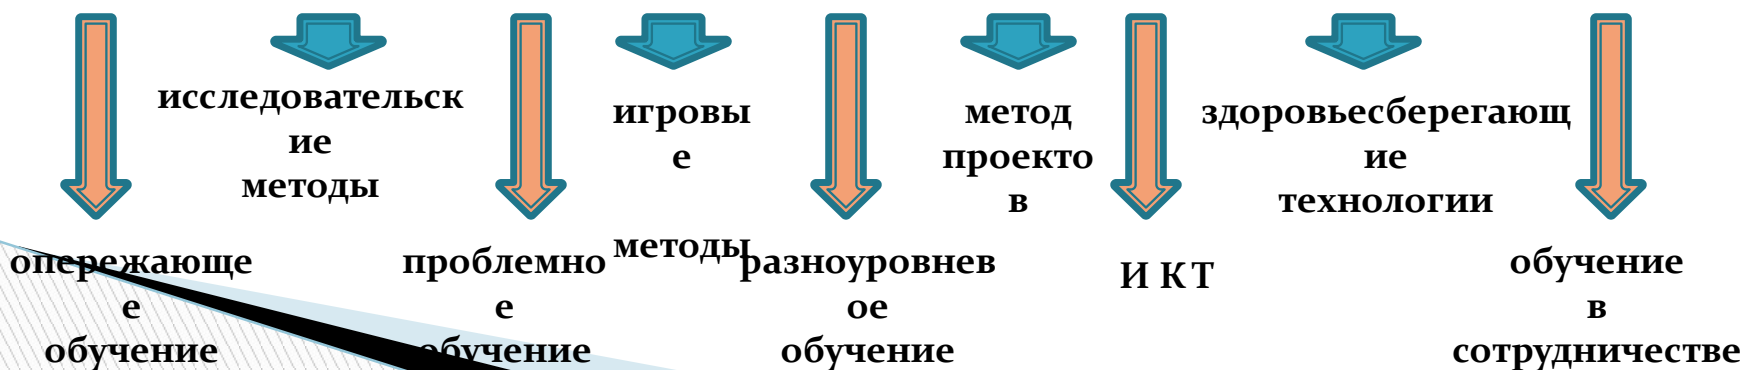 исследовательск
ие
методы
игровы
е
методы
метод
проекто
в
здоровьесберегающ
ие
технологии
опережающе
е
обучение
проблемно
е
обучение
разноуровнев
ое
обучение
И КТ
обучение
в
сотрудничестве